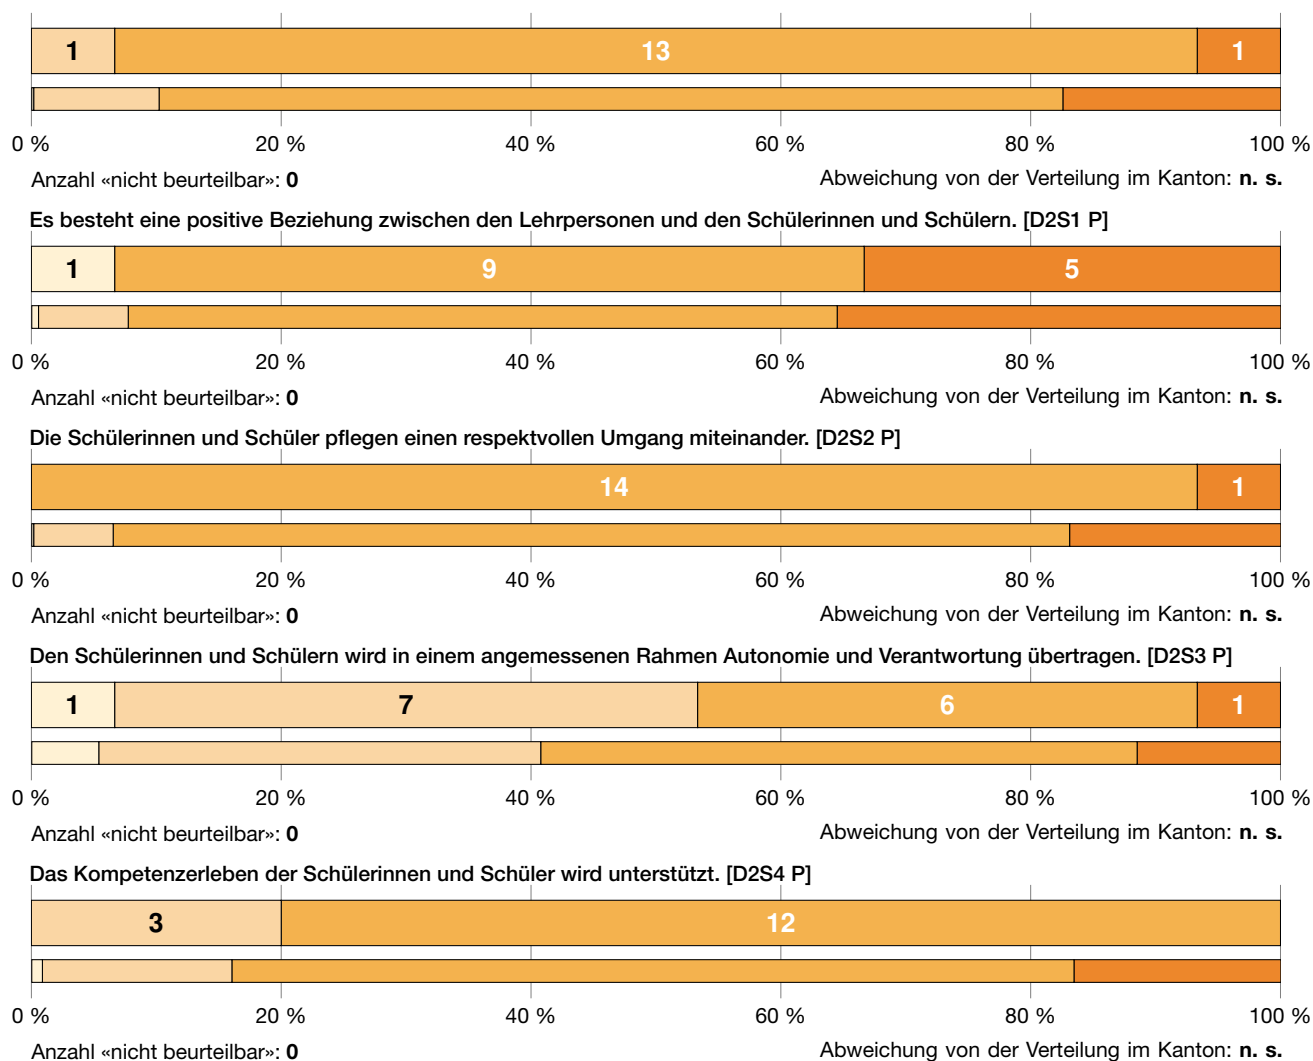 1 13 1
0 % 20 % 40 % 60 % 80 % 100 %
Anzahl «nicht beurteilbar»: 0 Abweichung von der Verteilung im Kanton: n. s.
Es besteht eine positive Beziehung zwischen den Lehrpersonen und den Schülerinnen und Schülern. [D2S1 P]
1 9 5
0 % 20 % 40 % 60 % 80 % 100 %
Anzahl «nicht beurteilbar»: 0 Abweichung von der Verteilung im Kanton: n. s.
Die Schülerinnen und Schüler pflegen einen respektvollen Umgang miteinander. [D2S2 P]
14 1
0 % 20 % 40 % 60 % 80 % 100 %
Anzahl «nicht beurteilbar»: 0 Abweichung von der Verteilung im Kanton: n. s.
Den Schülerinnen und Schülern wird in einem angemessenen Rahmen Autonomie und Verantwortung übertragen. [D2S3 P]
1 7 6 1
0 % 20 % 40 % 60 % 80 % 100 %
Anzahl «nicht beurteilbar»: 0 Abweichung von der Verteilung im Kanton: n. s.
Das Kompetenzerleben der Schülerinnen und Schüler wird unterstützt. [D2S4 P]
3 12
0 % 20 % 40 % 60 % 80 % 100 %
Anzahl «nicht beurteilbar»: 0 Abweichung von der Verteilung im Kanton: n. s.